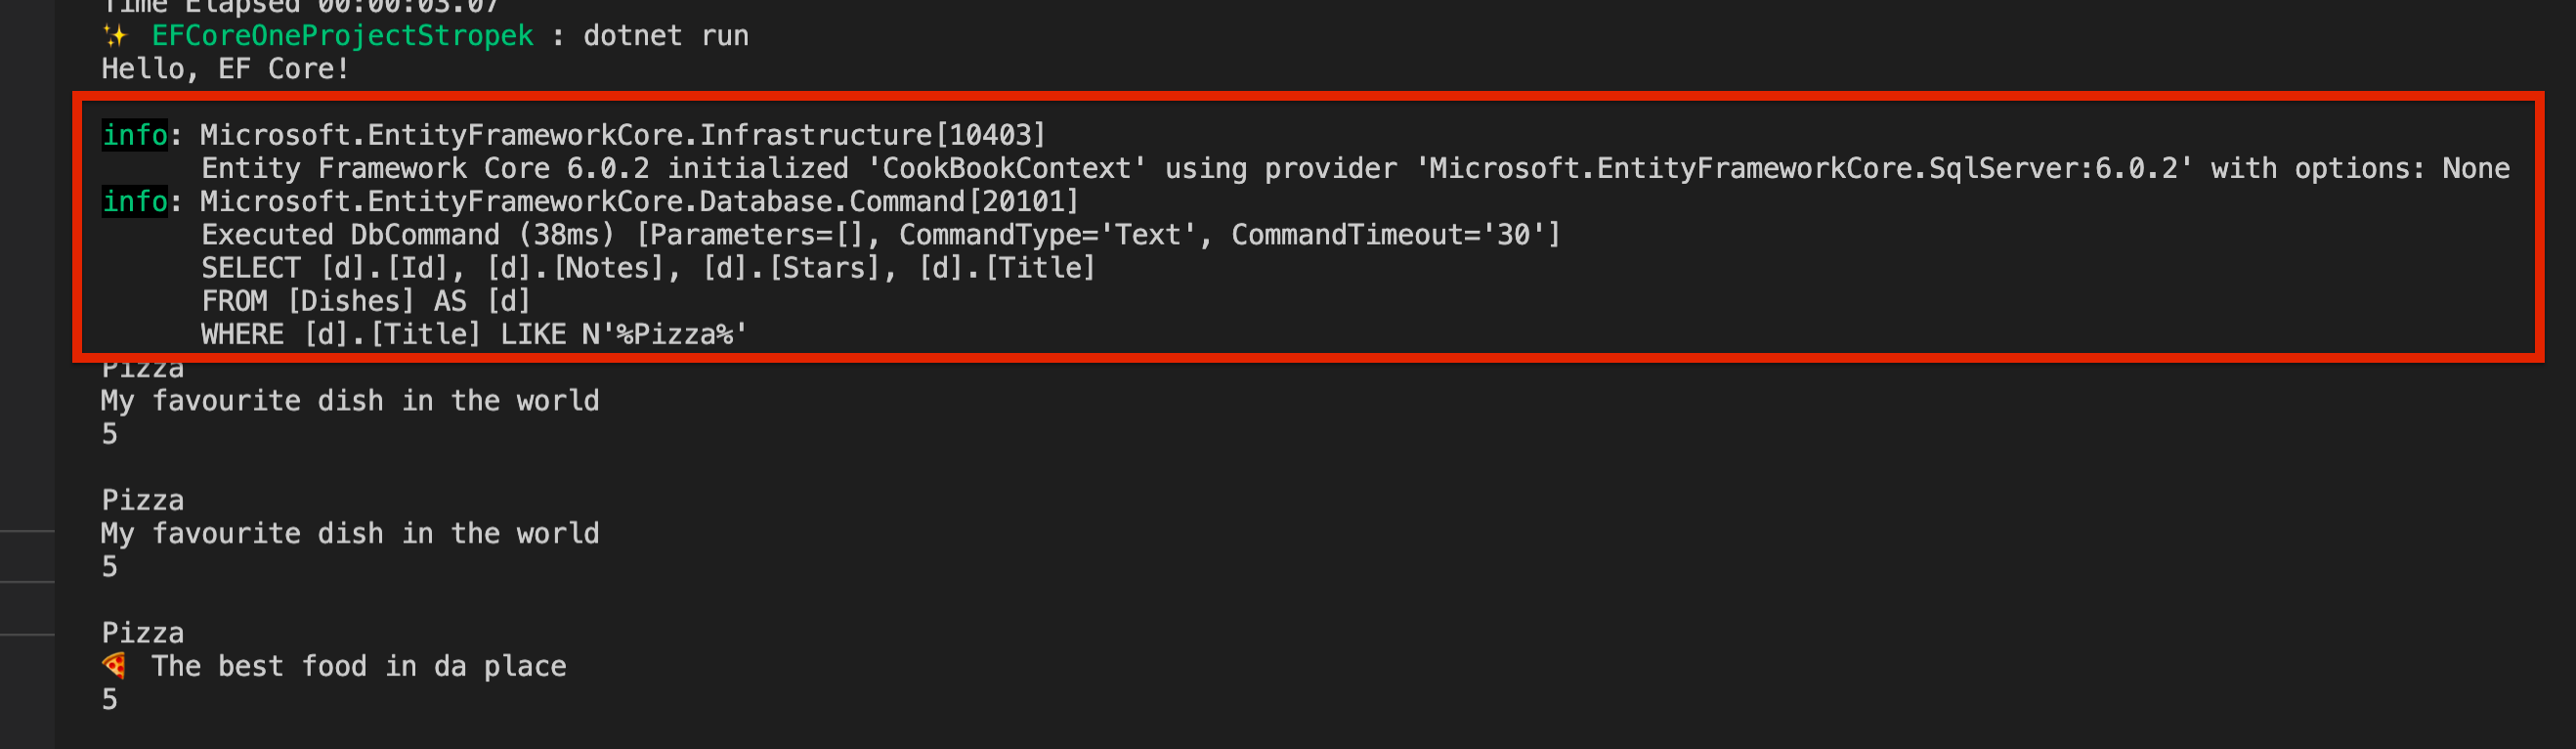 Time Elapsed 00:00:03.07
✨ EFCoreOneProjectStropek : dotnet run
Hello, EF Core!
info: Microsoft.EntityFrameworkCore.Infrastructure[10403]
Entity Framework Core 6.0.2 initialized 'CookBookContext' using provider 'Microsoft.EntityFrameworkCore.SqlServer:6.0.2' with options: None
info: Microsoft.EntityFrameworkCore.Database.Command[20101]
Executed DbCommand (38ms) [Parameters=[], CommandType='Text', CommandTimeout='30']
SELECT [d].[Id], [d].[Notes], [d].[Stars], [d].[Title]
FROM [Dishes] AS [d]
WHERE [d].[Title] LIKE N'%Pizza%'
Pizza
My favourite dish in the world
5
Pizza
My favourite dish in the world
5
Pizza
🍕 The best food in da place
5